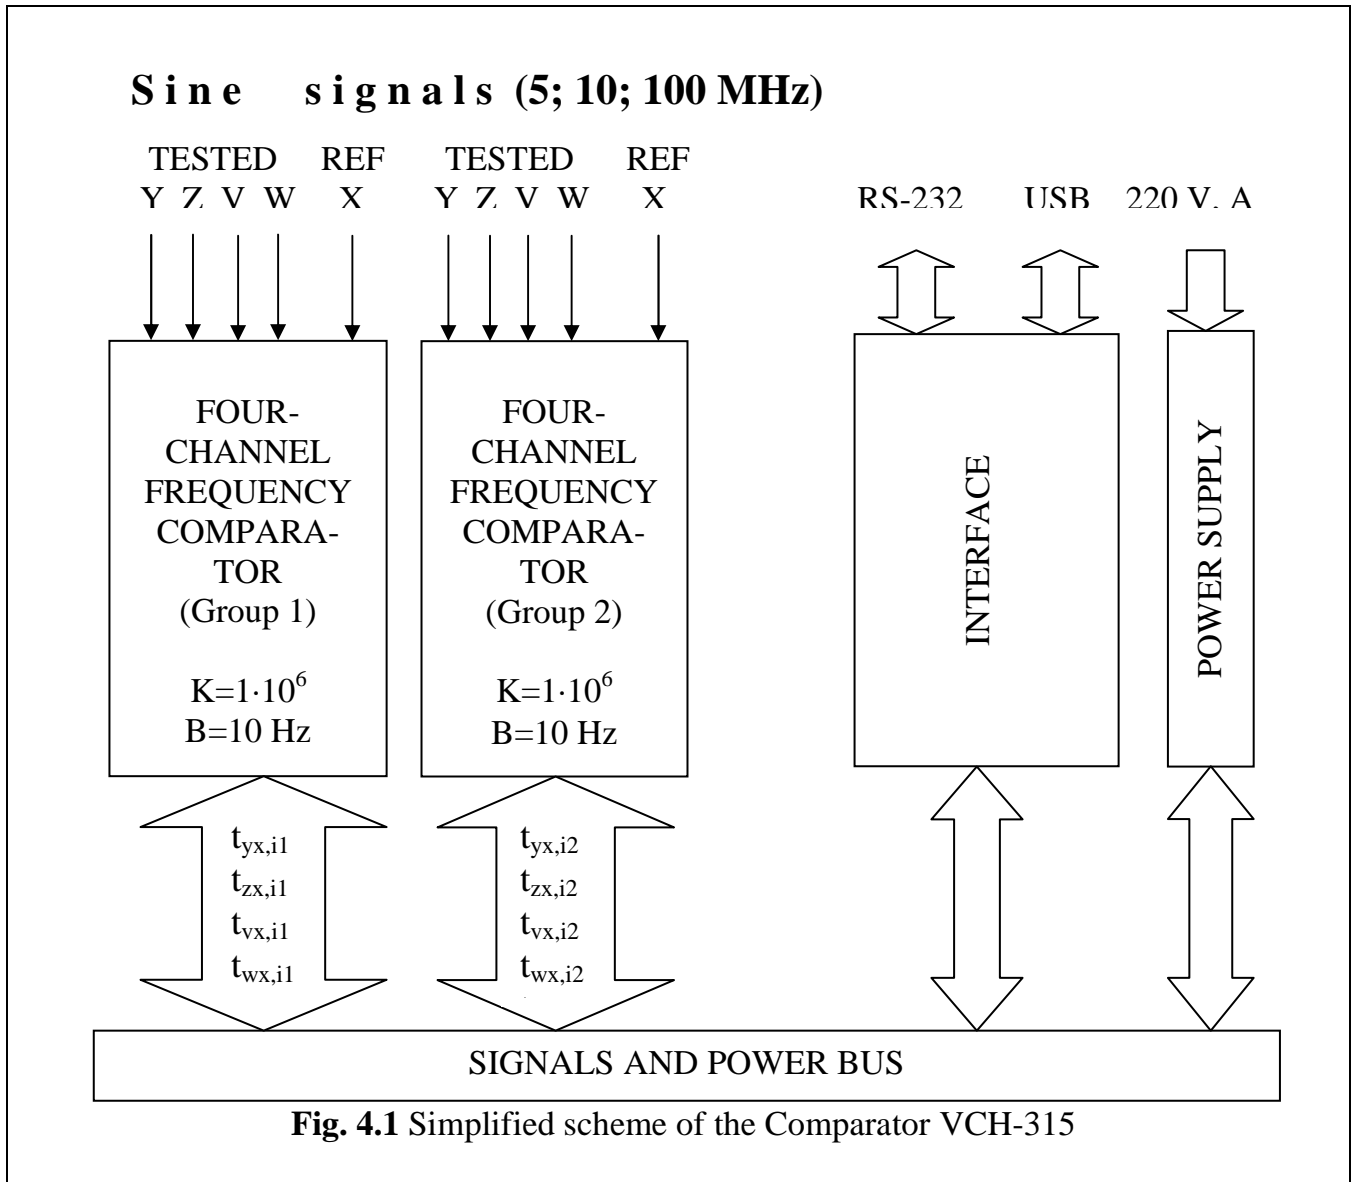 Sine signals (5; 10; 100 MHz)
TESTED REF TESTED REF
Y Z V W X Y Z V W X RS-232 USB 220 V, A
FOUR-
CHANNEL
FREQUENCY
COMPARA-
TOR
(Group 1)
K=1·10⁶
B=10 Hz
FOUR-
CHANNEL
FREQUENCY
COMPARA-
TOR
(Group 2)
K=1·10⁶
B=10 Hz
INTERFACE
POWER SUPPLY
t_yx,i1
t_zx,i1
t_vx,i1
t_wx,i1
t_yx,i2
t_zx,i2
t_vx,i2
t_wx,i2
SIGNALS AND POWER BUS
Fig. 4.1 Simplified scheme of the Comparator VCH-315